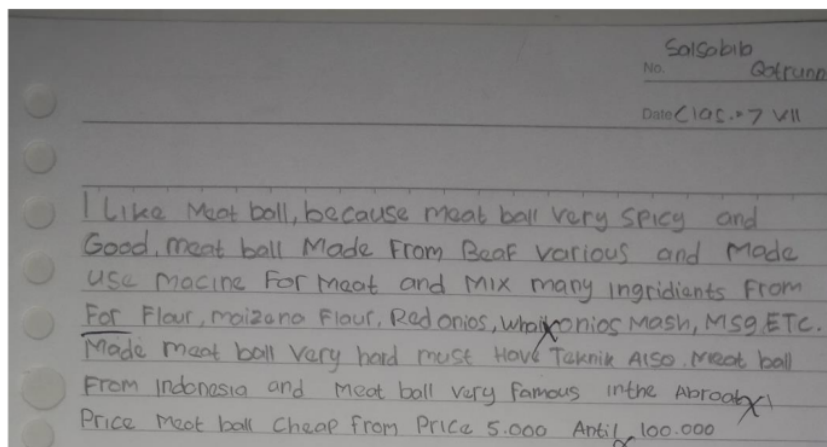 Salsabib
No. Qotrunn
Date Clas.:7 VII
I Like Meat ball, because meat ball very spicy and
Good. meat ball Made From Beaf various and Made
use macine For Meat and Mix many ingridients From
For Flour, maizena Flour, Red onios, whait onios Mash, Msg ETC.
Made meat ball very hard must Have Teknik Also. Meat ball
From Indonesia and Meat ball very famous inthe Abroat
Price Meat ball Cheap from Price 5.000 Antil 100.000